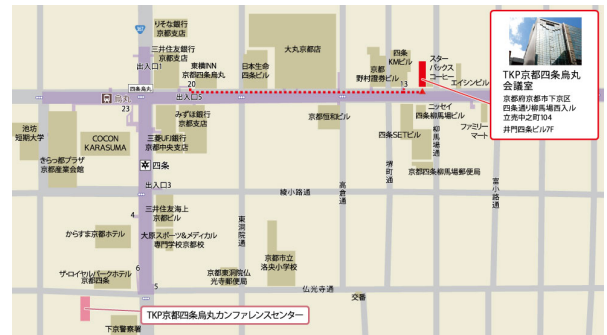 りそな銀行
京都支店
三井住友銀行
京都支店
出入口1
東横INN
京都四条烏丸
20
日本生命
四条ビル
大丸京都店
京都
野村證券ビル
四条
KMビル
13
スター
バックス
コーヒー
エイシンビル
TKP京都四条烏丸
会議室
京都府京都市下京区
四条通り柳馬場西入ル
立売中之町104
井門四条ビル7F
四条烏丸
烏丸
23
出入口5
みずほ銀行
京都支店
京都恒和ビル
ニッセイ
四条柳馬場ビル
ファミリー
マート
池坊
短期大学
COCON
KARASUMA
三菱UFJ銀行
京都中央支店
四条SETビル
柳馬場通
きらっ都プラザ
京都産業会館
四条
堺町通
京都四条柳馬場郵便局
出入口3
綾小路通
高倉通
富小路通
三井住友海上
京都ビル
4
からすま京都ホテル
大原スポーツ&メディカル
専門学校京都校
東洞院通
京都市立
洛央小学校
6
ザ・ロイヤルパークホテル
京都四条
京都東洞院仏
光寺郵便局
5
仏光寺通
交番
TKP京都四条烏丸カンファレンスセンター
下京警察署